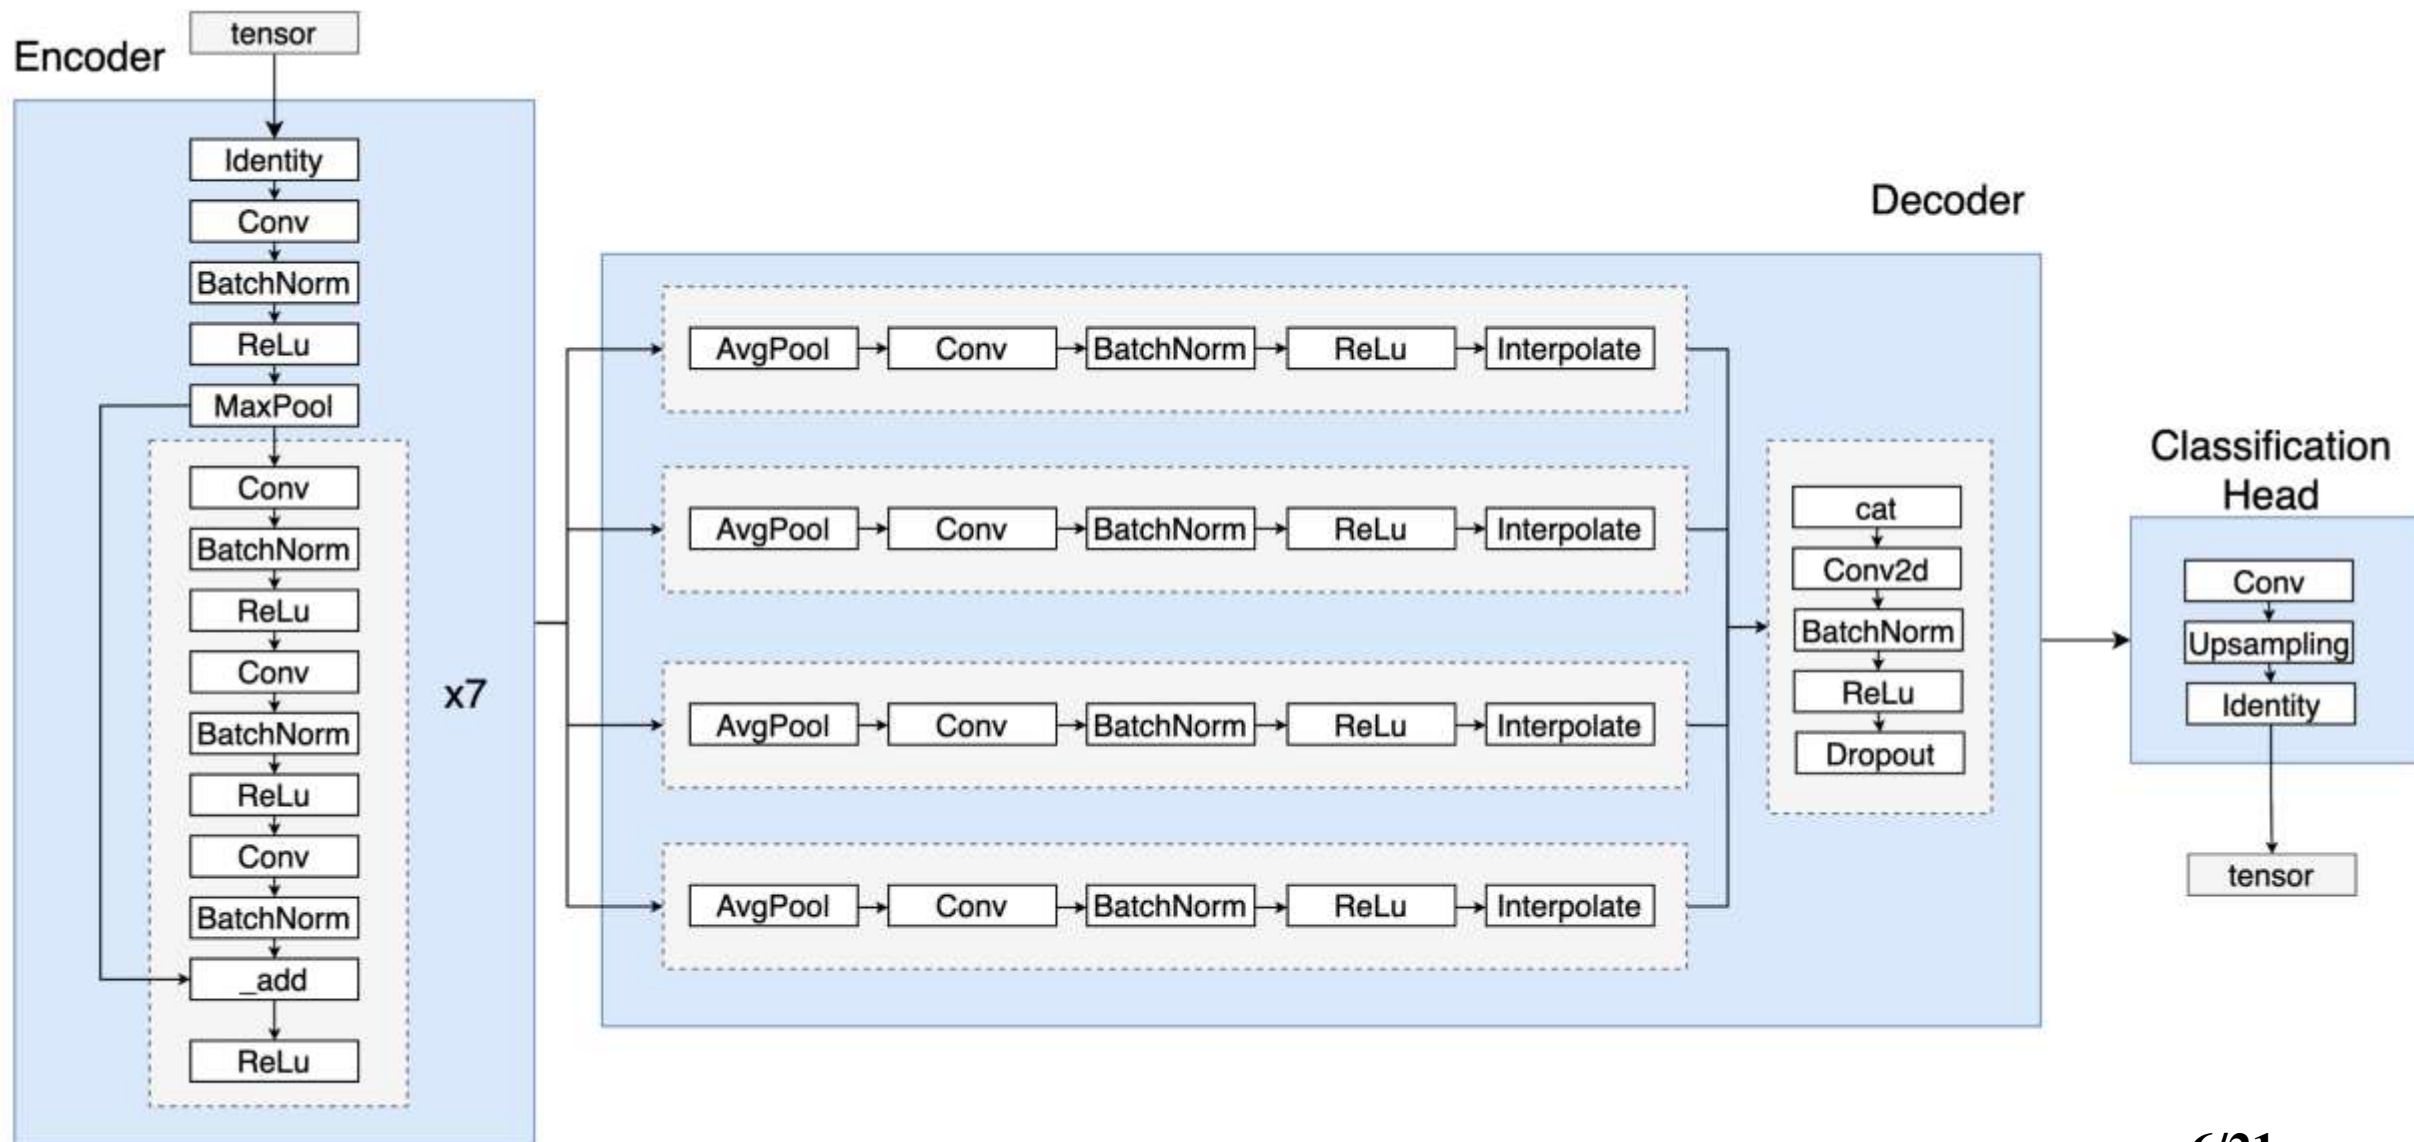 tensor
Encoder
Identity
Conv
BatchNorm
ReLu
MaxPool
Conv
BatchNorm
ReLu
Conv
BatchNorm
ReLu
Conv
BatchNorm
_add
ReLu
x7
Decoder
AvgPool Conv BatchNorm ReLu Interpolate
AvgPool Conv BatchNorm ReLu Interpolate
AvgPool Conv BatchNorm ReLu Interpolate
AvgPool Conv BatchNorm ReLu Interpolate
cat
Conv2d
BatchNorm
ReLu
Dropout
Classification
Head
Conv
Upsampling
Identity
tensor
6/21